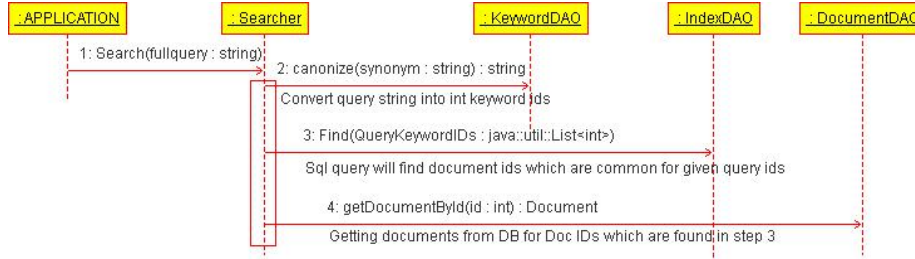 : APPLICATION
: Searcher
: KeywordDAO
: IndexDAO
: DocumentDAO
1: Search(fullquery : string)
2: canonize(synonym : string) : string
Convert query string into int keyword ids
3: Find(QueryKeywordIDs : java::util::List<int>)
Sql query will find document ids which are common for given query ids
4: getDocumentById(id : int) : Document
Getting documents from DB for Doc IDs which are found in step 3